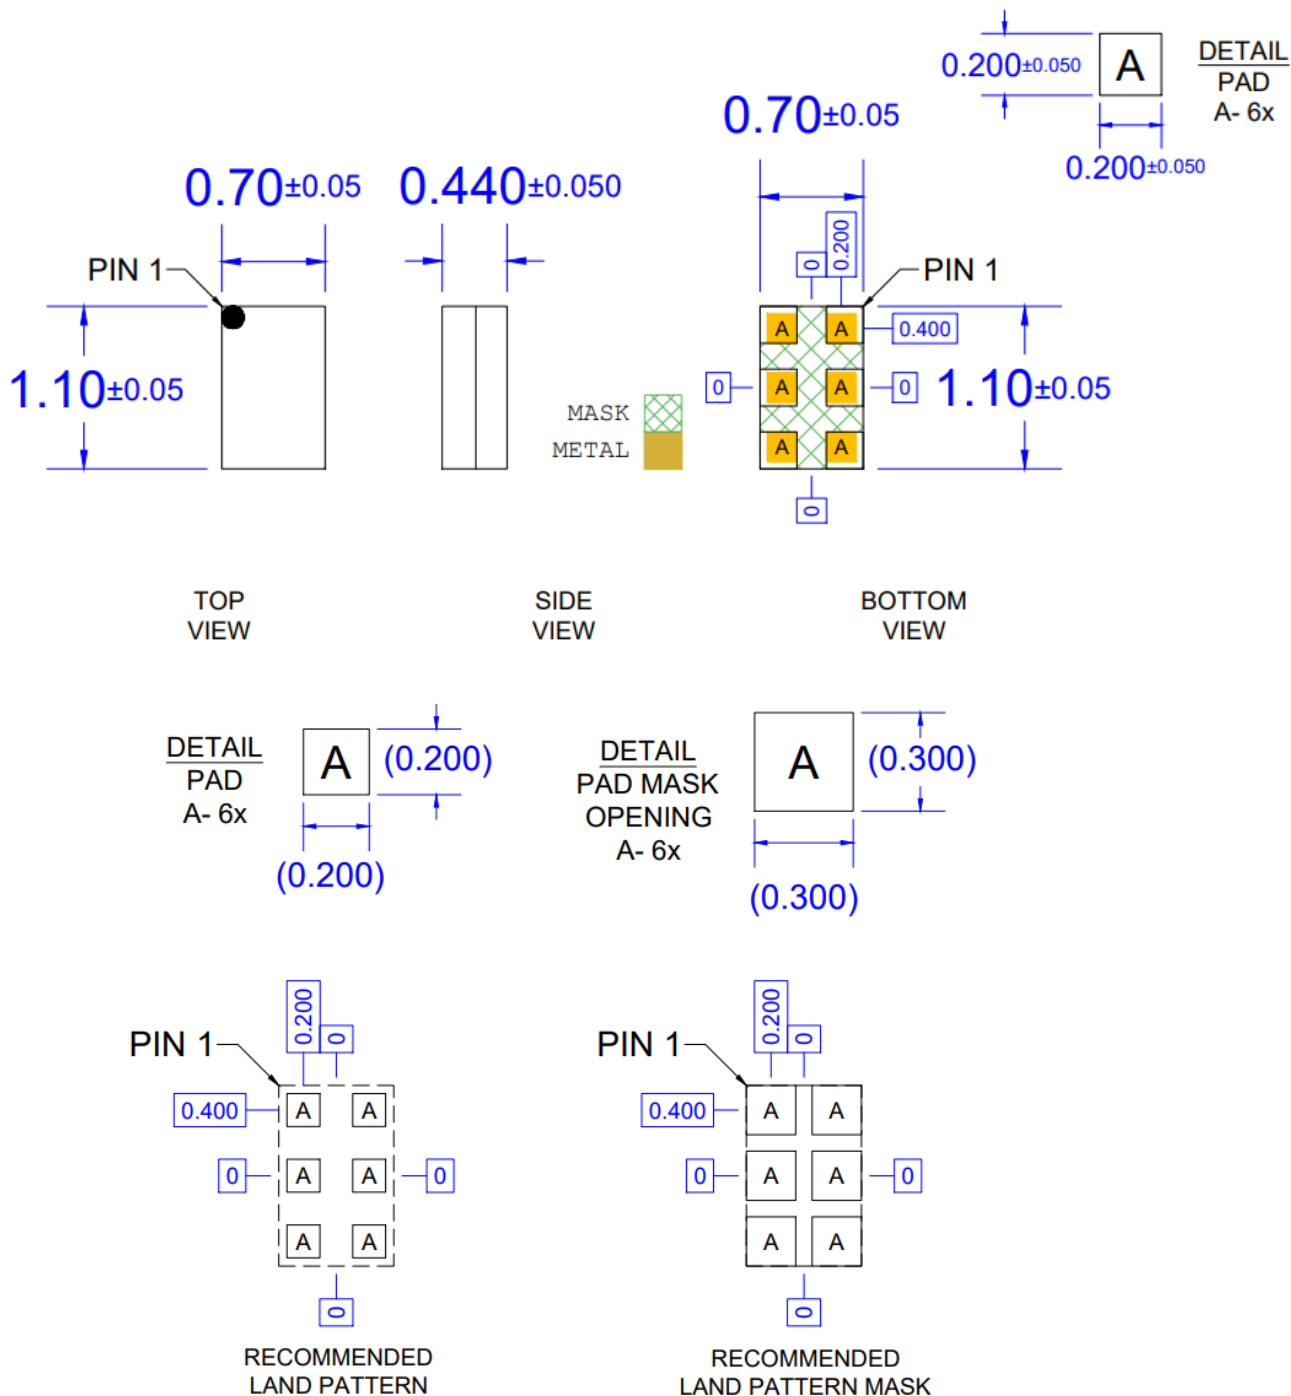 0.200±0.050
A
DETAIL
PAD
A- 6x
0.200±0.050
0.70±0.05
0.440±0.050
0.70±0.05
PIN 1
0
0.200
PIN 1
A
A
0.400
1.10±0.05
MASK
METAL
0
A
A
0
1.10±0.05
A
A
0
TOP
VIEW
SIDE
VIEW
BOTTOM
VIEW
DETAIL
PAD
A- 6x
A
(0.200)
(0.200)
DETAIL
PAD MASK
OPENING
A- 6x
A
(0.300)
(0.300)
0.200
0
PIN 1
0.400
A
A
0
A
A
0
A
A
0
RECOMMENDED
LAND PATTERN
0.200
0
PIN 1
0.400
A
A
0
A
A
0
A
A
0
RECOMMENDED
LAND PATTERN MASK